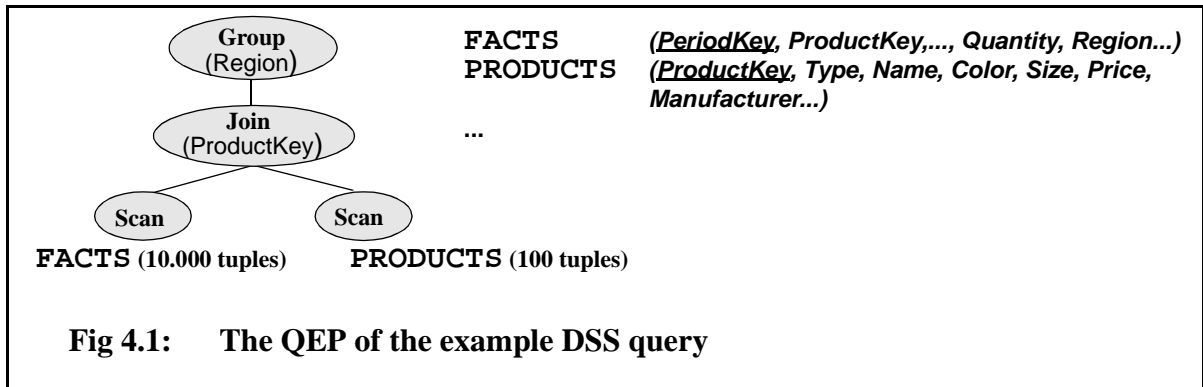 Group
(Region)
Join
(ProductKey)
Scan
Scan
FACTS (10.000 tuples)
PRODUCTS (100 tuples)
FACTS (PeriodKey, ProductKey,..., Quantity, Region...)
PRODUCTS (ProductKey, Type, Name, Color, Size, Price,
Manufacturer...)
...
Fig 4.1: The QEP of the example DSS query